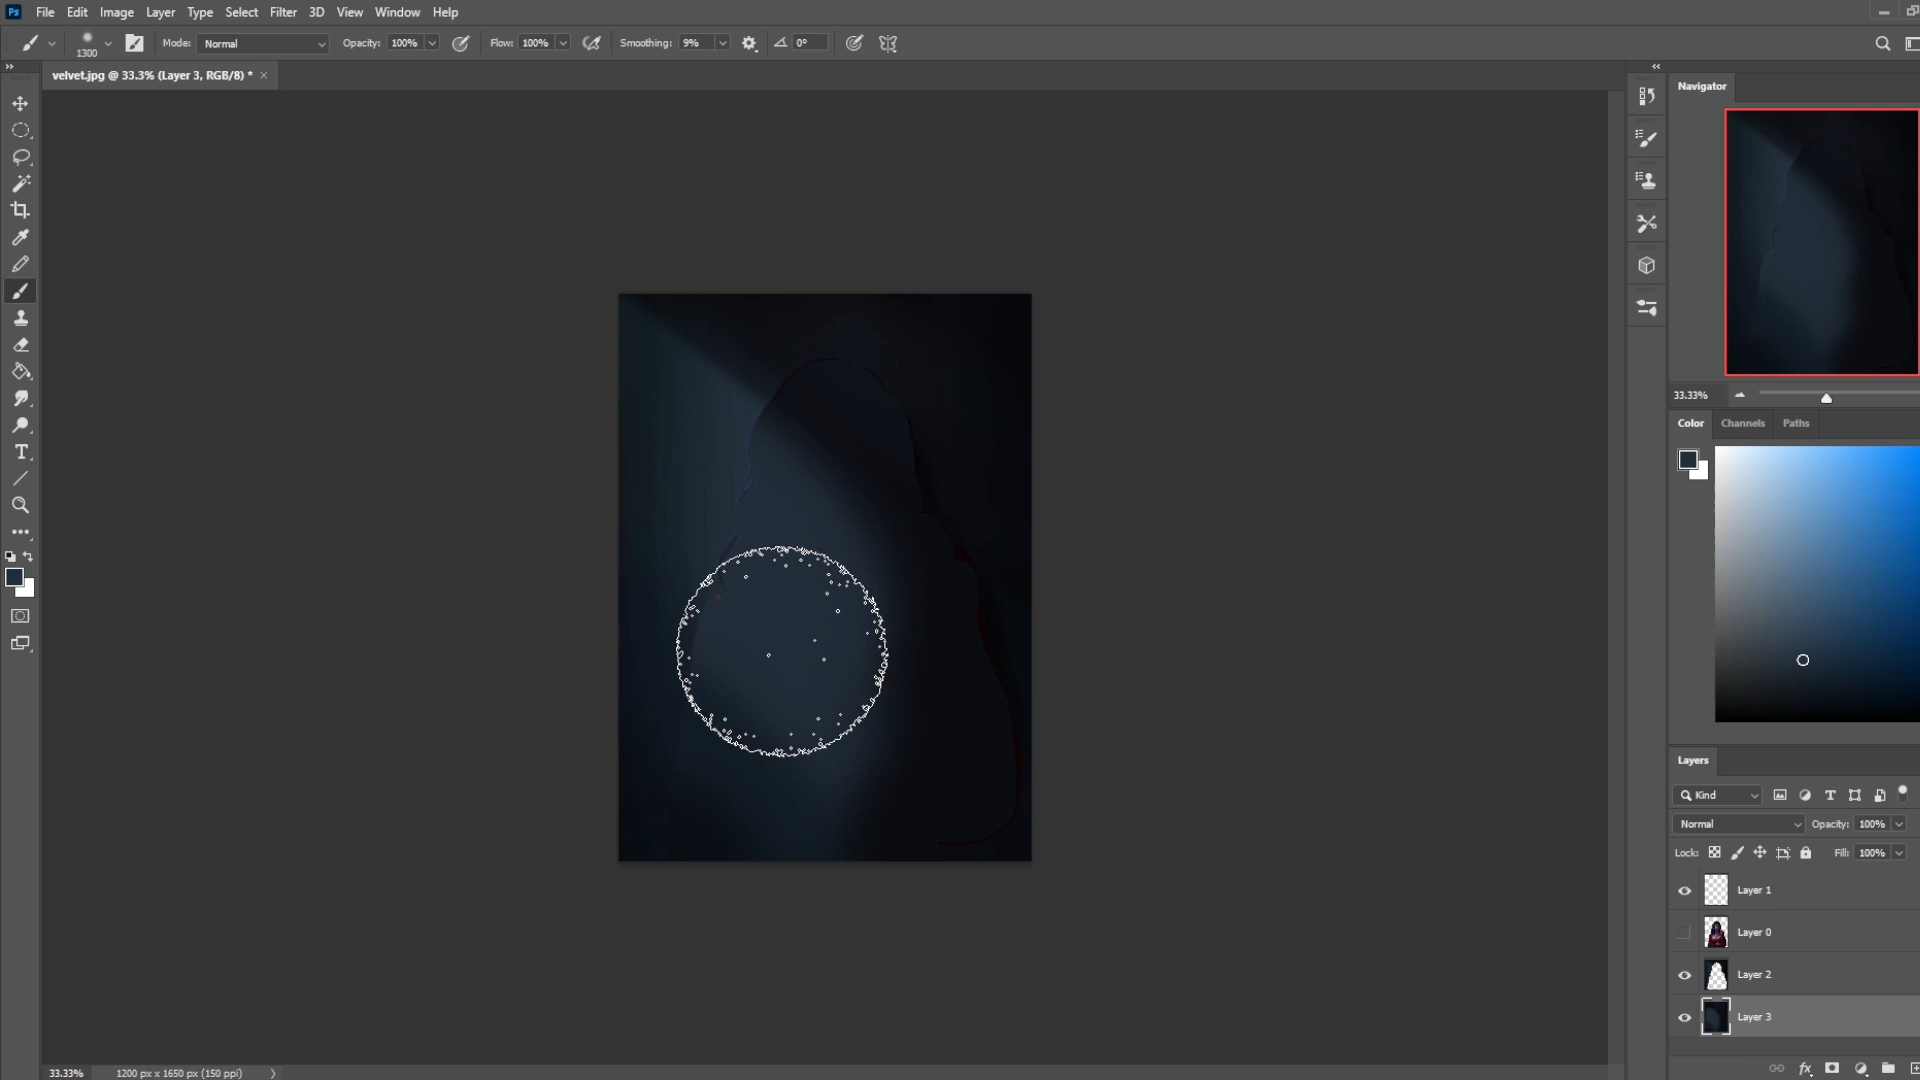 Ps File Edit Image Layer Type Select Filter 3D View Window Help
1300 Mode: Normal Opacity: 100% Flow: 100% Smoothing: 9% 0°
velvet.jpg @ 33.3% (Layer 3, RGB/8) * ×
Navigator
33.33%
Color Channels Paths
Layers
Kind
Normal Opacity: 100%
Lock: Fill: 100%
Layer 1
Layer 0
Layer 2
Layer 3
fx
33.33% 1200 px x 1650 px (150 ppi)